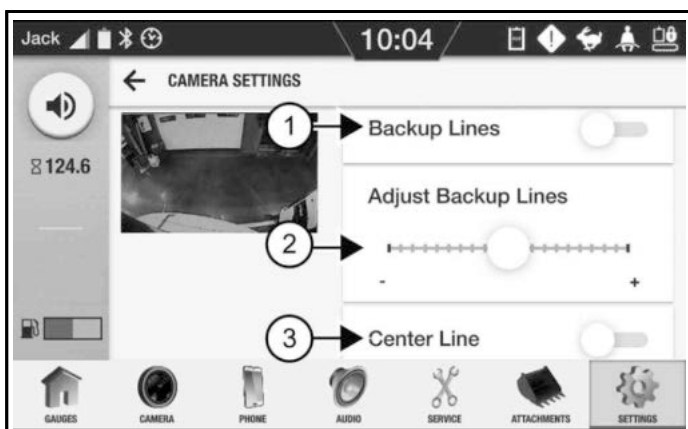 Jack 10:04
CAMERA SETTINGS
1 Backup Lines
124.6
Adjust Backup Lines
2
- +
3 Center Line
GAUGES CAMERA PHONE AUDIO SERVICE ATTACHMENTS SETTINGS